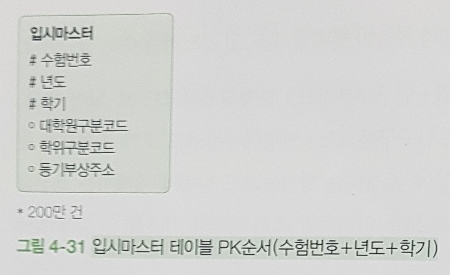 입시마스터
# 수험번호
# 년도
# 학기
○ 대학원구분코드
○ 학위구분코드
○ 등기부상주소
* 200만 건
그림 4-31 입시마스터 테이블 PK순서(수험번호+년도+학기)